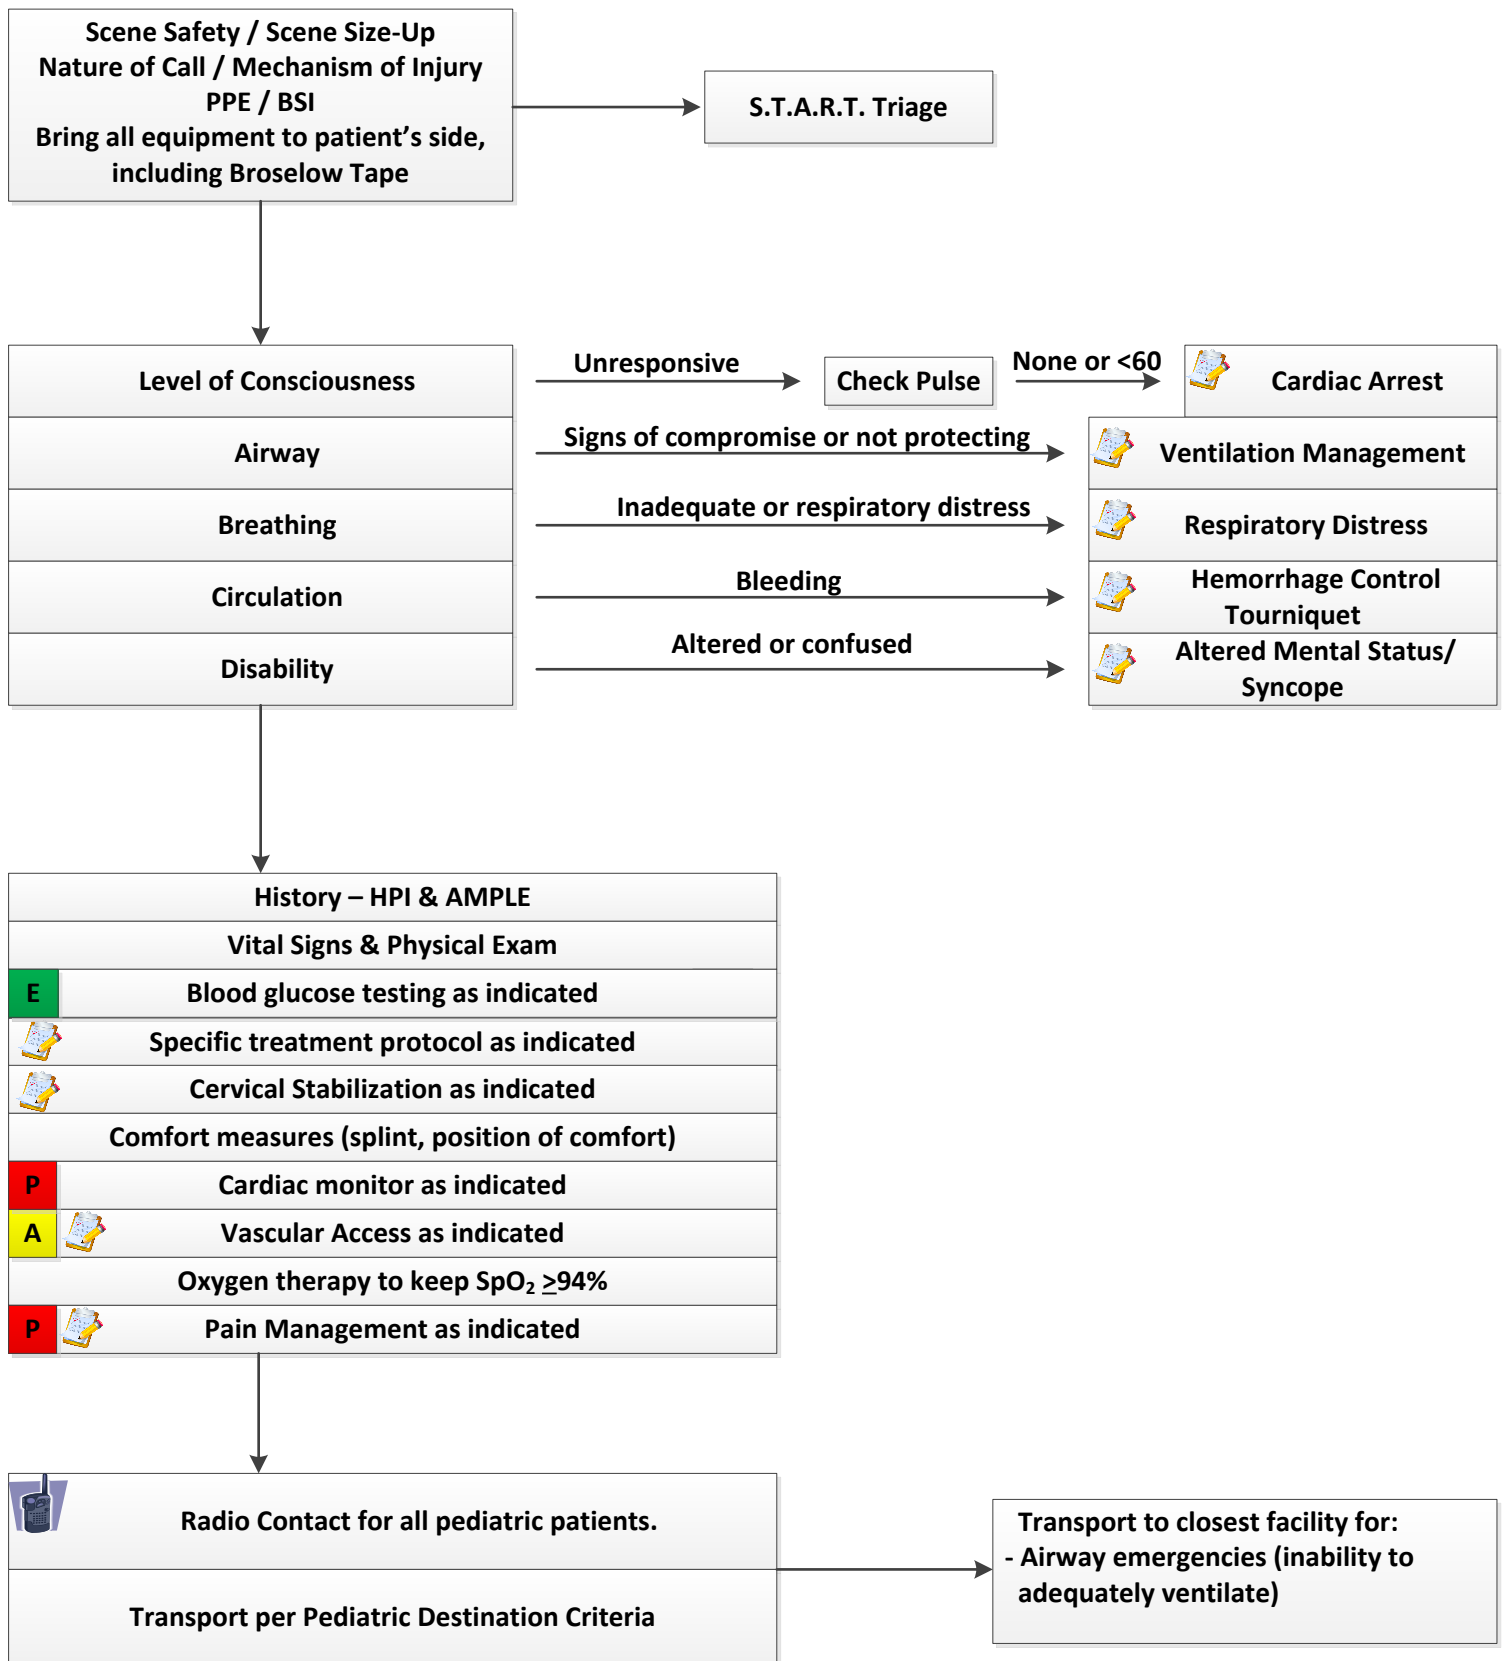 Scene Safety / Scene Size-Up
Nature of Call / Mechanism of Injury
PPE / BSI
Bring all equipment to patient’s side,
including Broselow Tape
S.T.A.R.T. Triage
Level of Consciousness
Unresponsive
Check Pulse
None or <60
Cardiac Arrest
Airway
Signs of compromise or not protecting
Ventilation Management
Breathing
Inadequate or respiratory distress
Respiratory Distress
Circulation
Bleeding
Hemorrhage Control
Tourniquet
Disability
Altered or confused
Altered Mental Status/
Syncope
History – HPI & AMPLE
Vital Signs & Physical Exam
E Blood glucose testing as indicated
Specific treatment protocol as indicated
Cervical Stabilization as indicated
Comfort measures (splint, position of comfort)
P Cardiac monitor as indicated
A Vascular Access as indicated
Oxygen therapy to keep SpO₂ ≥94%
P Pain Management as indicated
Radio Contact for all pediatric patients.
Transport per Pediatric Destination Criteria
Transport to closest facility for:
- Airway emergencies (inability to
adequately ventilate)